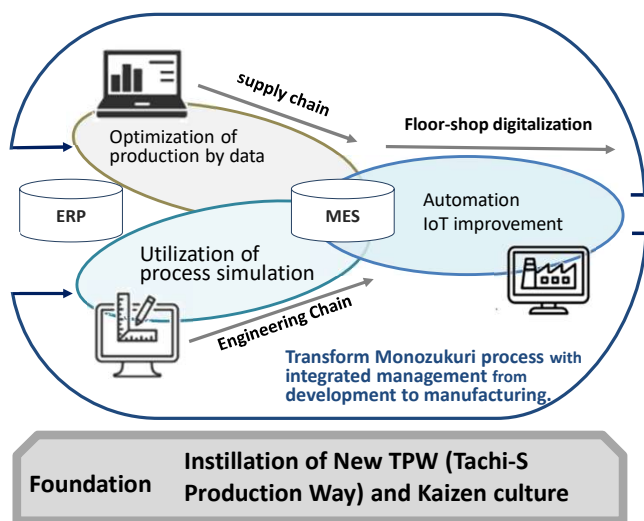 supply chain
Optimization of
production by data
Floor-shop digitalization
ERP
MES
Automation
IoT improvement
Utilization of
process simulation
Engineering Chain
Transform Monozukuri process with
integrated management from
development to manufacturing.
Foundation
Instillation of New TPW (Tachi-S
Production Way) and Kaizen culture